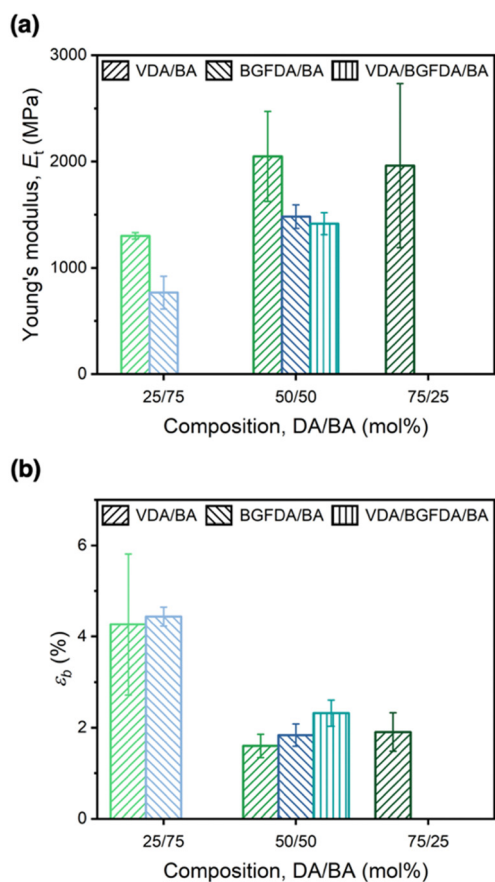 (a)
3000
VDA/BA BGFDA/BA VDA/BGFDA/BA
2000
1000
0
Young's modulus, Eₜ (MPa)
25/75 50/50 75/25
Composition, DA/BA (mol%)
(b)
VDA/BA BGFDA/BA VDA/BGFDA/BA
6
4
2
0
εb (%)
25/75 50/50 75/25
Composition, DA/BA (mol%)